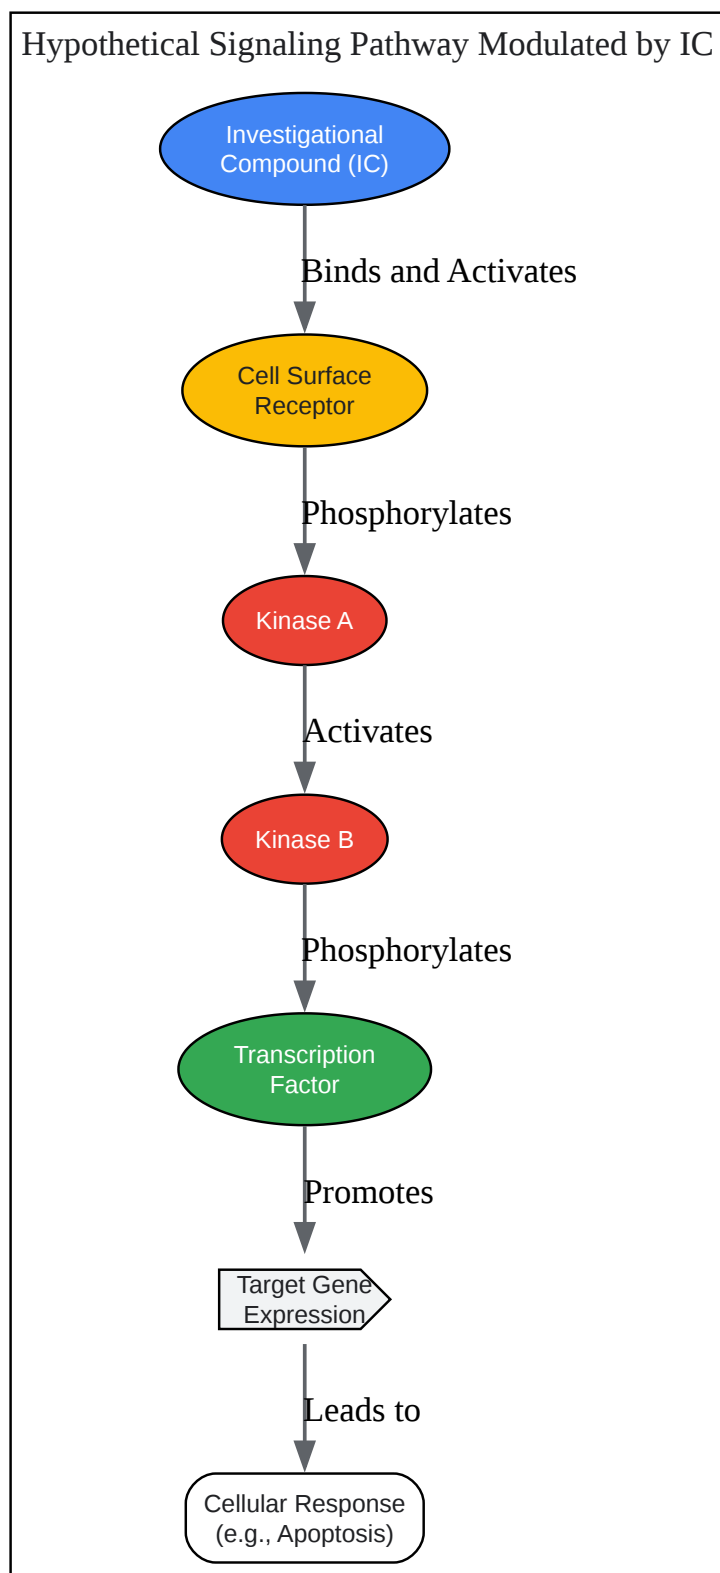 Hypothetical Signaling Pathway Modulated by IC
Investigational
Compound (IC)
Binds and Activates
Cell Surface
Receptor
Phosphorylates
Kinase A
Activates
Kinase B
Phosphorylates
Transcription
Factor
Promotes
Target Gene
Expression
Leads to
Cellular Response
(e.g., Apoptosis)